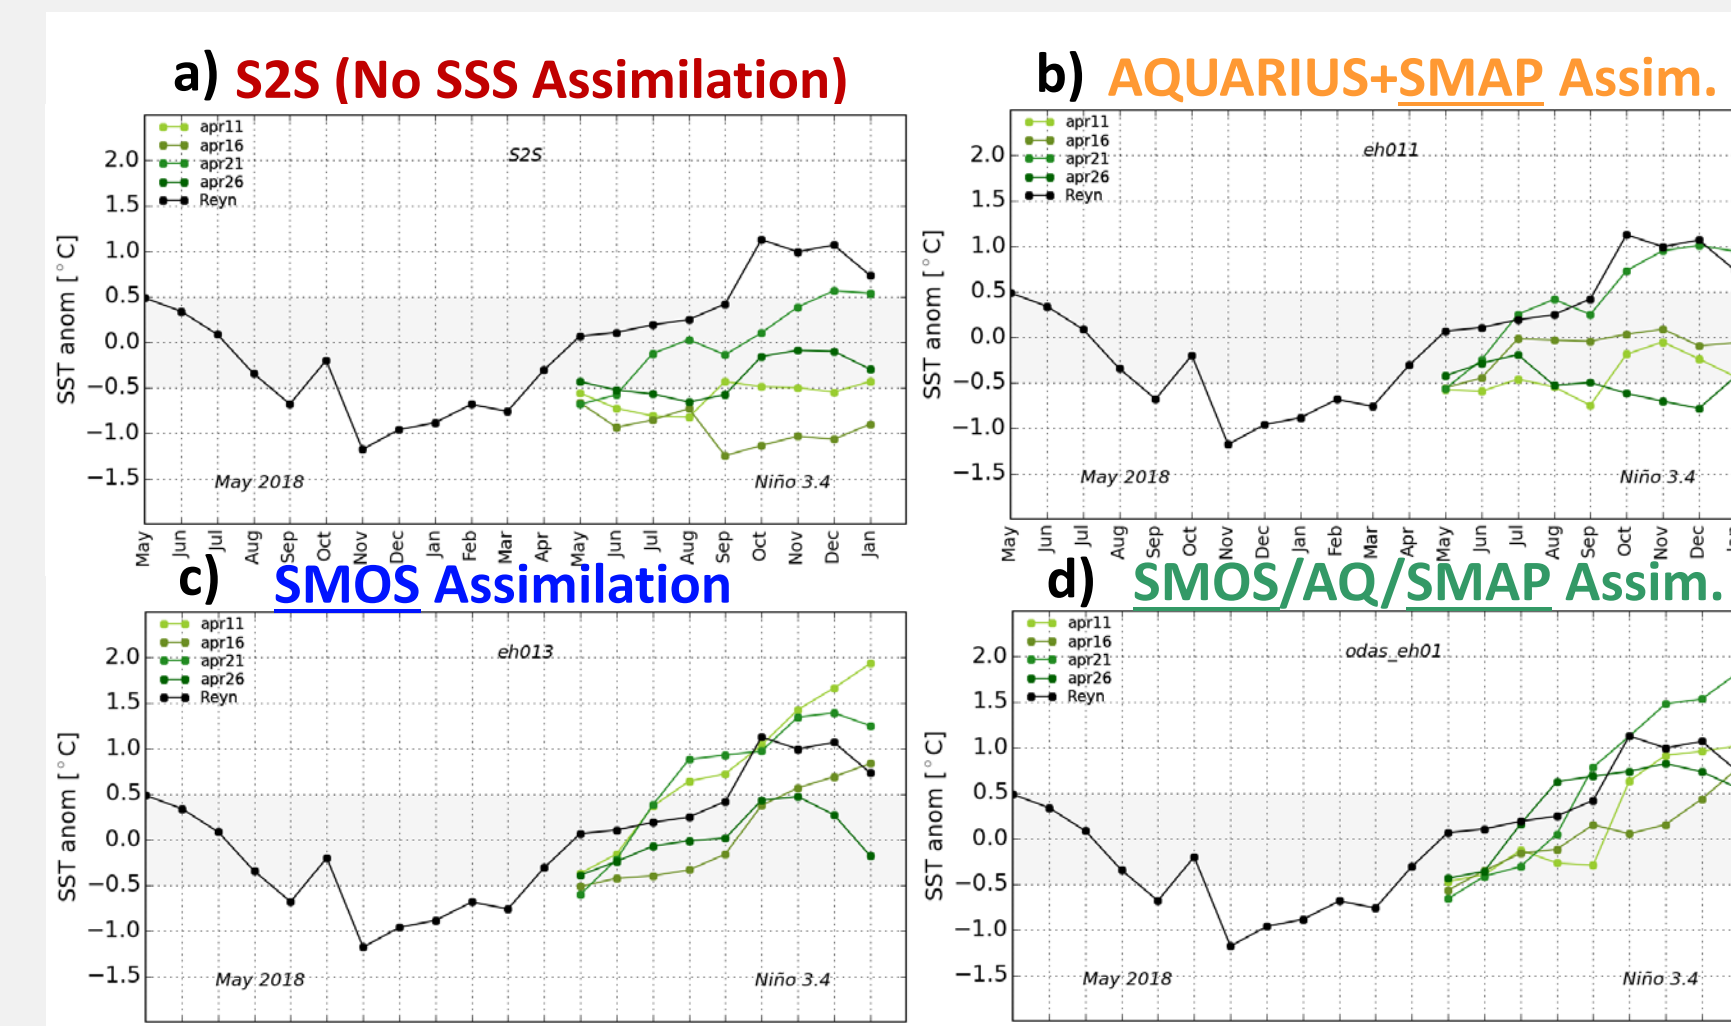 a) S2S (No SSS Assimilation)
apr11
apr16
apr21
apr26
Reyn
S2S
2.0
1.5
1.0
0.5
0.0
−0.5
−1.0
−1.5
SST anom [°C]
May 2018
Niño 3.4
May Jun Jul Aug Sep Oct Nov Dec Jan Feb Mar Apr May Jun Jul Aug Sep Oct Nov Dec Jan
b) AQUARIUS+SMAP Assim.
apr11
apr16
apr21
apr26
Reyn
eh011
2.0
1.5
1.0
0.5
0.0
−0.5
−1.0
−1.5
SST anom [°C]
May 2018
Niño 3.4
May Jun Jul Aug Sep Oct Nov Dec Jan Feb Mar Apr May Jun Jul Aug Sep Oct Nov Dec
c) SMOS Assimilation
apr11
apr16
apr21
apr26
Reyn
eh013
2.0
1.5
1.0
0.5
0.0
−0.5
−1.0
−1.5
SST anom [°C]
May 2018
Niño 3.4
d) SMOS/AQ/SMAP Assim.
apr11
apr16
apr21
apr26
Reyn
odas_eh01
2.0
1.5
1.0
0.5
0.0
−0.5
−1.0
−1.5
SST anom [°C]
May 2018
Niño 3.4